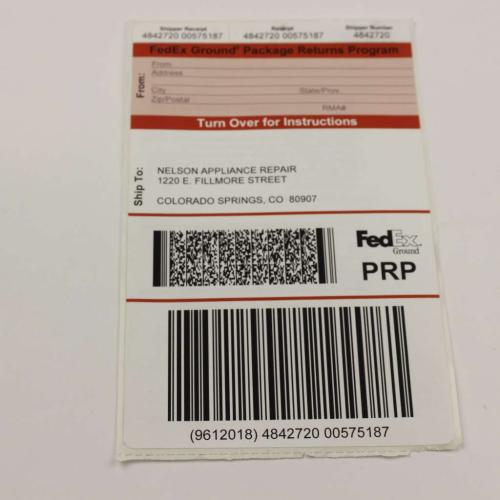 Shipper Receipt Receipt Shipper Number
4842720 00575187 4842720 00575187 4842720
FedEx Ground® Package Returns Program
From:
From
Address
City State/Prov.
Zip/Postal
RMA#
Turn Over for Instructions
Ship To:
NELSON APPLIANCE REPAIR
1220 E. FILLMORE STREET
COLORADO SPRINGS, CO 80907
FedEx
Ground
PRP
(9612018) 4842720 00575187